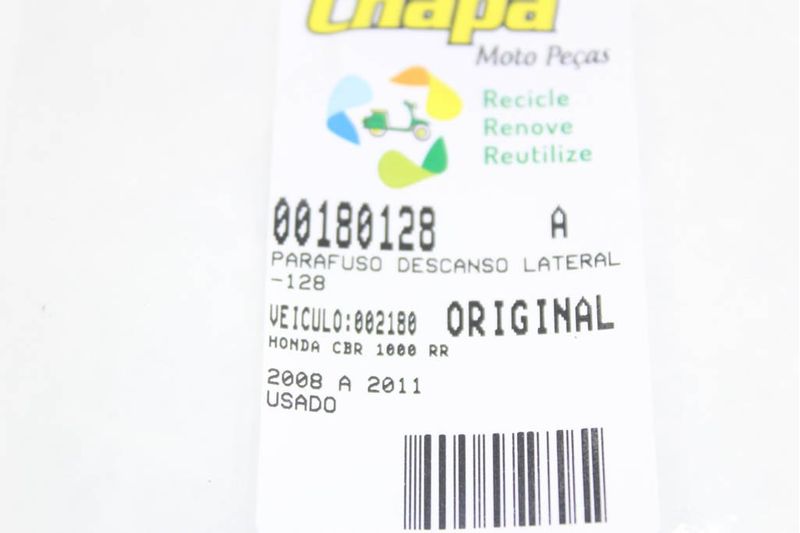 Chapa
Moto Peças
Recicle
Renove
Reutilize
00180128 A
PARAFUSO DESCANSO LATERAL
-128
VEICULO:002180 ORIGINAL
HONDA CBR 1000 RR
2008 A 2011
USADO